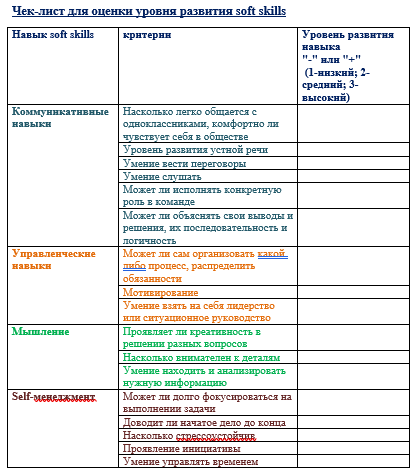 Чек-лист для оценки уровня развития soft skills
Навык soft skills
критерии
Уровень развития
навыка
"-" или "+"
(1-низкий; 2-
средний; 3-
высокий)
Коммуникативные
навыки
Насколько легко общается с
одноклассниками, комфортно ли
чувствует себя в обществе
Уровень развития устной речи
Умение вести переговоры
Умение слушать
Может ли исполнять конкретную
роль в команде
Может ли объяснять свои выводы и
решения, их последовательность и
логичность
Управленческие
навыки
Может ли сам организовать какой-
либо процесс, распределить
обязанности
Мотивирование
Умение взять на себя лидерство
или ситуационное руководство
Мышление
Проявляет ли креативность в
решении разных вопросов
Насколько внимателен к деталям
Умение находить и анализировать
нужную информацию
Self-менеджмент
Может ли долго фокусироваться на
выполнении задачи
Доводит ли начатое дело до конца
Насколько стрессоустойчив
Проявление инициативы
Умение управлять временем